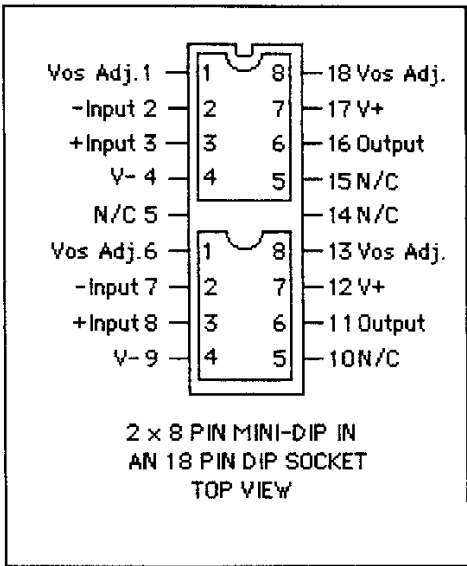 Vos Adj.1 1 8 18 Vos Adj.
-Input 2 2 7 17 V+
+Input 3 3 6 16 Output
V- 4 4 5 15 N/C
N/C 5 14 N/C
Vos Adj.6 1 8 13 Vos Adj.
-Input 7 2 7 12 V+
+Input 8 3 6 11 Output
V- 9 4 5 10 N/C
2 x 8 PIN MINI-DIP IN
AN 18 PIN DIP SOCKET
TOP VIEW